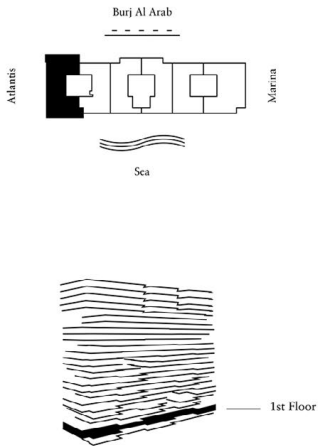 Burj Al Arab
Atlantis
Marina
Sea
1st Floor